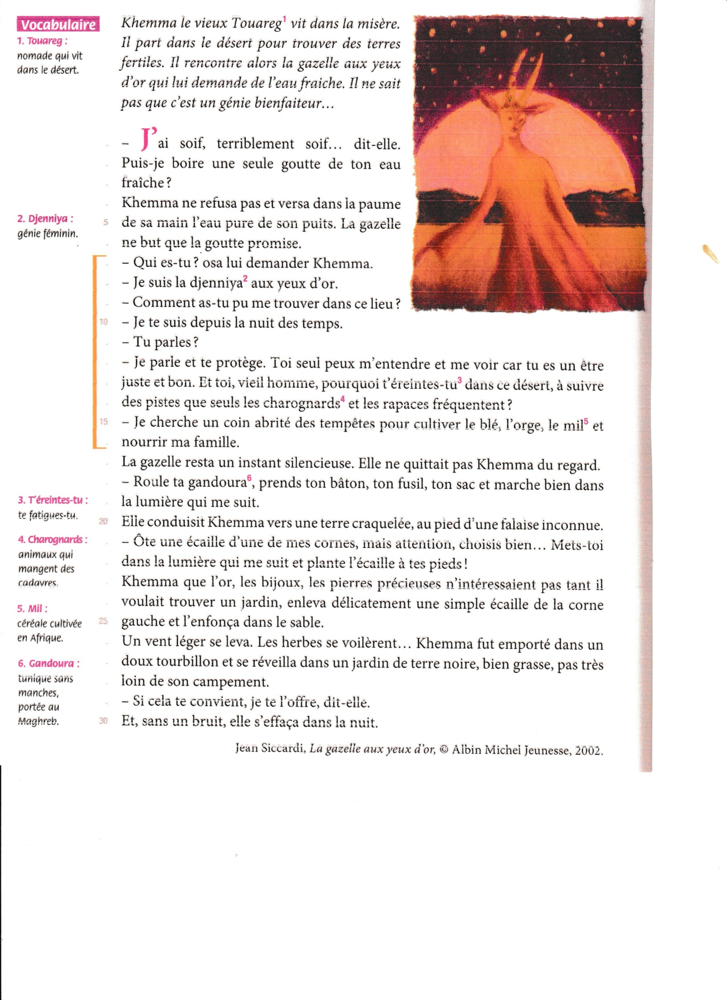 Vocabulaire
1. Touareg :
nomade qui vit
dans le désert.
2. Djenniya :
génie féminin.
3. T'éreintes-tu :
te fatigues-tu.
4. Charognards :
animaux qui
mangent des
cadavres.
5. Mil :
céréale cultivée
en Afrique.
6. Gandoura :
tunique sans
manches,
portée au
Maghreb.
Khemma le vieux Touareg1 vit dans la misère.
Il part dans le désert pour trouver des terres
fertiles. Il rencontre alors la gazelle aux yeux
d'or qui lui demande de l'eau fraiche. Il ne sait
pas que c'est un génie bienfaiteur...
– J'ai soif, terriblement soif... dit-elle.
Puis-je boire une seule goutte de ton eau
fraîche ?
Khemma ne refusa pas et versa dans la paume
5 de sa main l'eau pure de son puits. La gazelle
ne but que la goutte promise.
– Qui es-tu ? osa lui demander Khemma.
– Je suis la djenniya2 aux yeux d'or.
– Comment as-tu pu me trouver dans ce lieu ?
10 – Je te suis depuis la nuit des temps.
– Tu parles ?
– Je parle et te protège. Toi seul peux m'entendre et me voir car tu es un être
juste et bon. Et toi, vieil homme, pourquoi t'éreintes-tu3 dans ce désert, à suivre
des pistes que seuls les charognards4 et les rapaces fréquentent ?
15 – Je cherche un coin abrité des tempêtes pour cultiver le blé, l'orge, le mil5 et
nourrir ma famille.
La gazelle resta un instant silencieuse. Elle ne quittait pas Khemma du regard.
– Roule ta gandoura6, prends ton bâton, ton fusil, ton sac et marche bien dans
la lumière qui me suit.
20 Elle conduisit Khemma vers une terre craquelée, au pied d'une falaise inconnue.
– Ôte une écaille d'une de mes cornes, mais attention, choisis bien... Mets-toi
dans la lumière qui me suit et plante l'écaille à tes pieds !
Khemma que l'or, les bijoux, les pierres précieuses n'intéressaient pas tant il
voulait trouver un jardin, enleva délicatement une simple écaille de la corne
25 gauche et l'enfonça dans le sable.
Un vent léger se leva. Les herbes se voilèrent... Khemma fut emporté dans un
doux tourbillon et se réveilla dans un jardin de terre noire, bien grasse, pas très
loin de son campement.
– Si cela te convient, je te l'offre, dit-elle.
30 Et, sans un bruit, elle s'effaça dans la nuit.
Jean Siccardi, La gazelle aux yeux d'or, © Albin Michel Jeunesse, 2002.